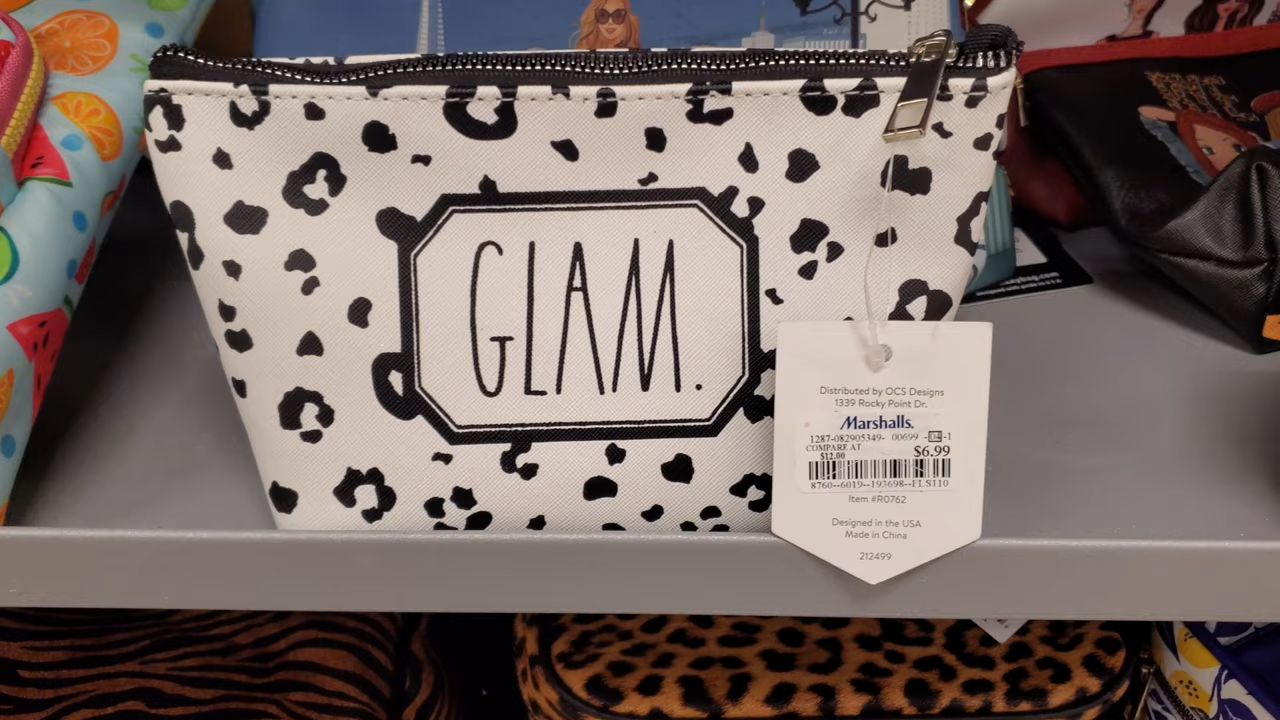 GLAM.
Distributed by OCS Designs
1339 Rocky Point Dr.
Marshalls.
1287-082905349- 00699 -04-1
COMPARE AT
$12.00
$6.99
8760--6019--193698--FLS110
Item #R0762
Designed in the USA
Made in China
212499